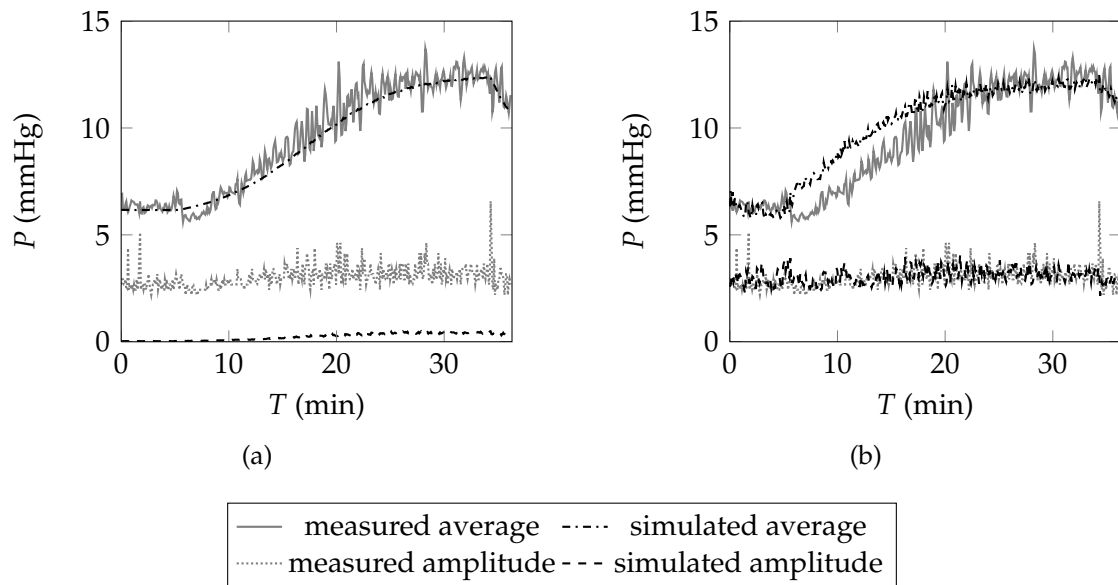 15
10
5
0
P (mmHg)
0 10 20 30
T (min)
(a)
15
10
5
0
P (mmHg)
0 10 20 30
T (min)
(b)
measured average simulated average
measured amplitude simulated amplitude